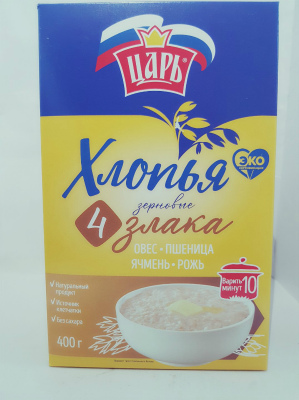 ЦАРЬ
Хлопья
ЭКО
зерновые
4 злака
ОВЕС • ПШЕНИЦА
ЯЧМЕНЬ • РОЖЬ
Натуральный
продукт
Источник
клетчатки
Без сахара
Варить
минут 10
400 г